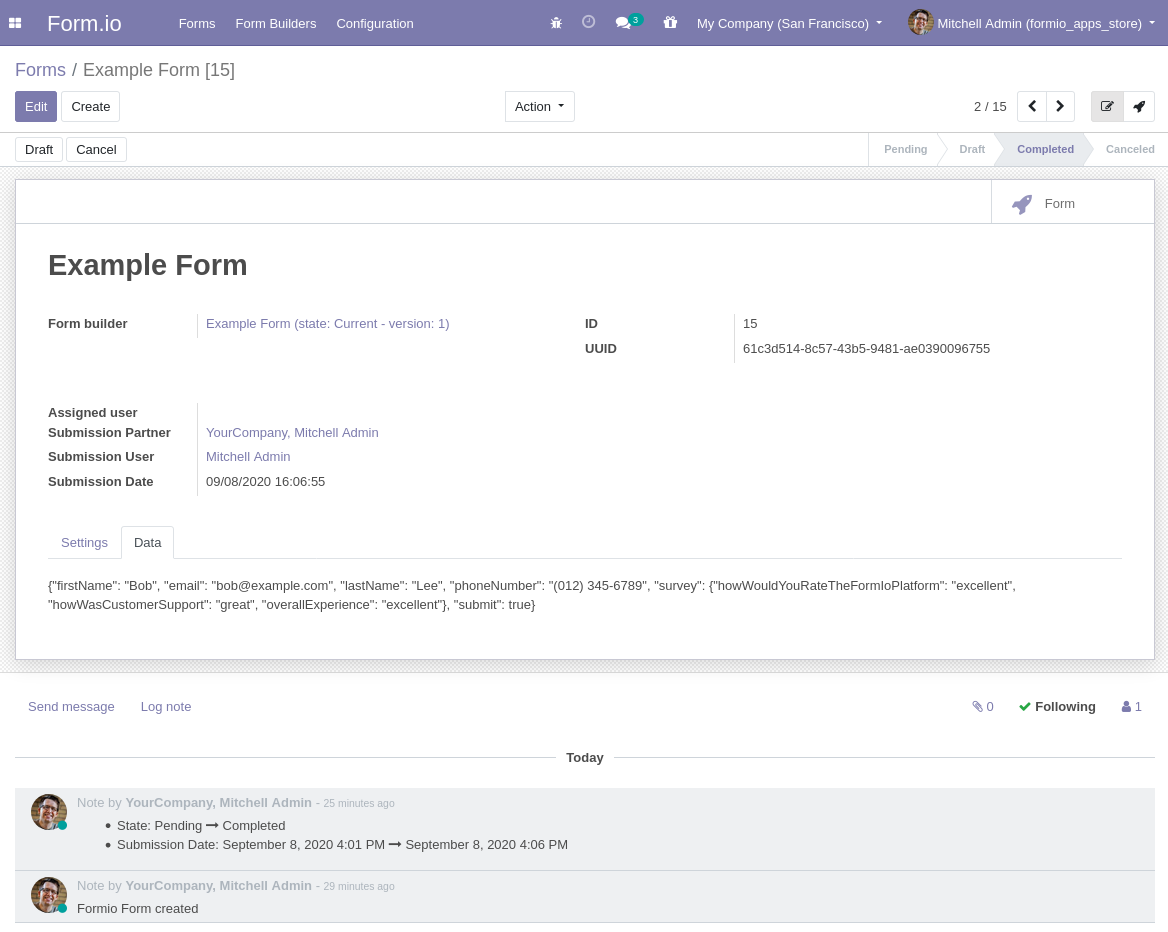 Form.io Forms Form Builders Configuration 3 My Company (San Francisco) Mitchell Admin (formio_apps_store)
Forms / Example Form [15]
Edit Create Action 2 / 15
Draft Cancel Pending Draft Completed Canceled
Form
Example Form
Form builder Example Form (state: Current - version: 1) ID 15
UUID 61c3d514-8c57-43b5-9481-ae0390096755
Assigned user
Submission Partner YourCompany, Mitchell Admin
Submission User Mitchell Admin
Submission Date 09/08/2020 16:06:55
Settings Data
{"firstName": "Bob", "email": "bob@example.com", "lastName": "Lee", "phoneNumber": "(012) 345-6789", "survey": {"howWouldYouRateTheFormIoPlatform": "excellent",
"howWasCustomerSupport": "great", "overallExperience": "excellent"}, "submit": true}
Send message Log note 0 Following 1
Today
Note by YourCompany, Mitchell Admin - 25 minutes ago
• State: Pending → Completed
• Submission Date: September 8, 2020 4:01 PM → September 8, 2020 4:06 PM
Note by YourCompany, Mitchell Admin - 29 minutes ago
Formio Form created